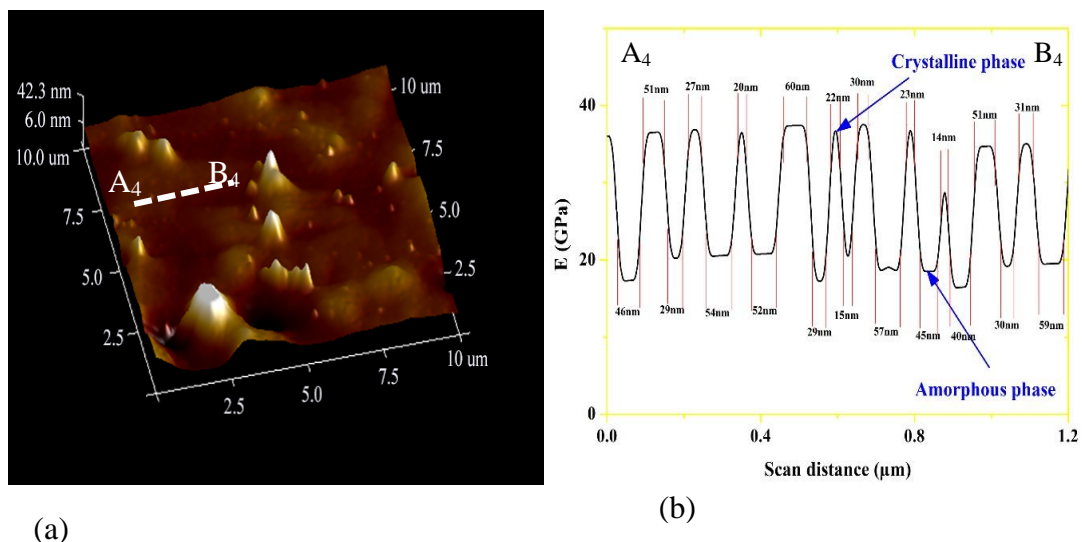 42.3 nm
6.0 nm
10.0 um
7.5
5.0
2.5
2.5
5.0
7.5
10 um
2.5
5.0
7.5
10 um
A4
B4
(a)
A4
B4
Crystalline phase
Amorphous phase
51nm
27nm
20nm
60nm
22nm
30nm
23nm
14nm
51nm
31nm
46nm
29nm
54nm
52nm
29nm
15nm
57nm
45nm
40nm
30nm
59nm
E (GPa)
40
20
0
0.0
0.4
0.8
1.2
Scan distance (µm)
(b)